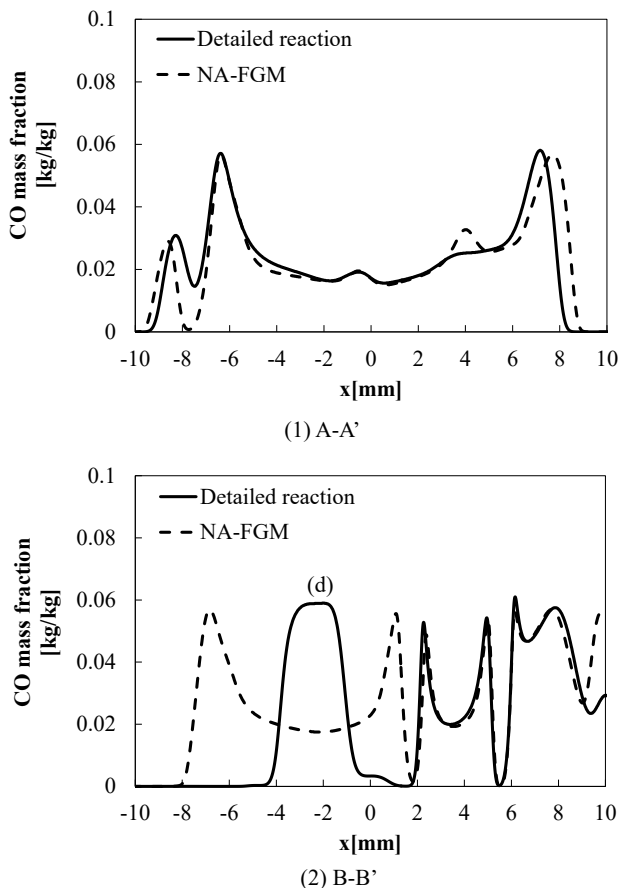 0.1
0.08
0.06
0.04
0.02
0
CO mass fraction
[kg/kg]
Detailed reaction
NA-FGM
-10 -8 -6 -4 -2 0 2 4 6 8 10
x[mm]
(1) A-A’
0.1
0.08
0.06
0.04
0.02
0
CO mass fraction
[kg/kg]
Detailed reaction
NA-FGM
(d)
-10 -8 -6 -4 -2 0 2 4 6 8 10
x[mm]
(2) B-B’